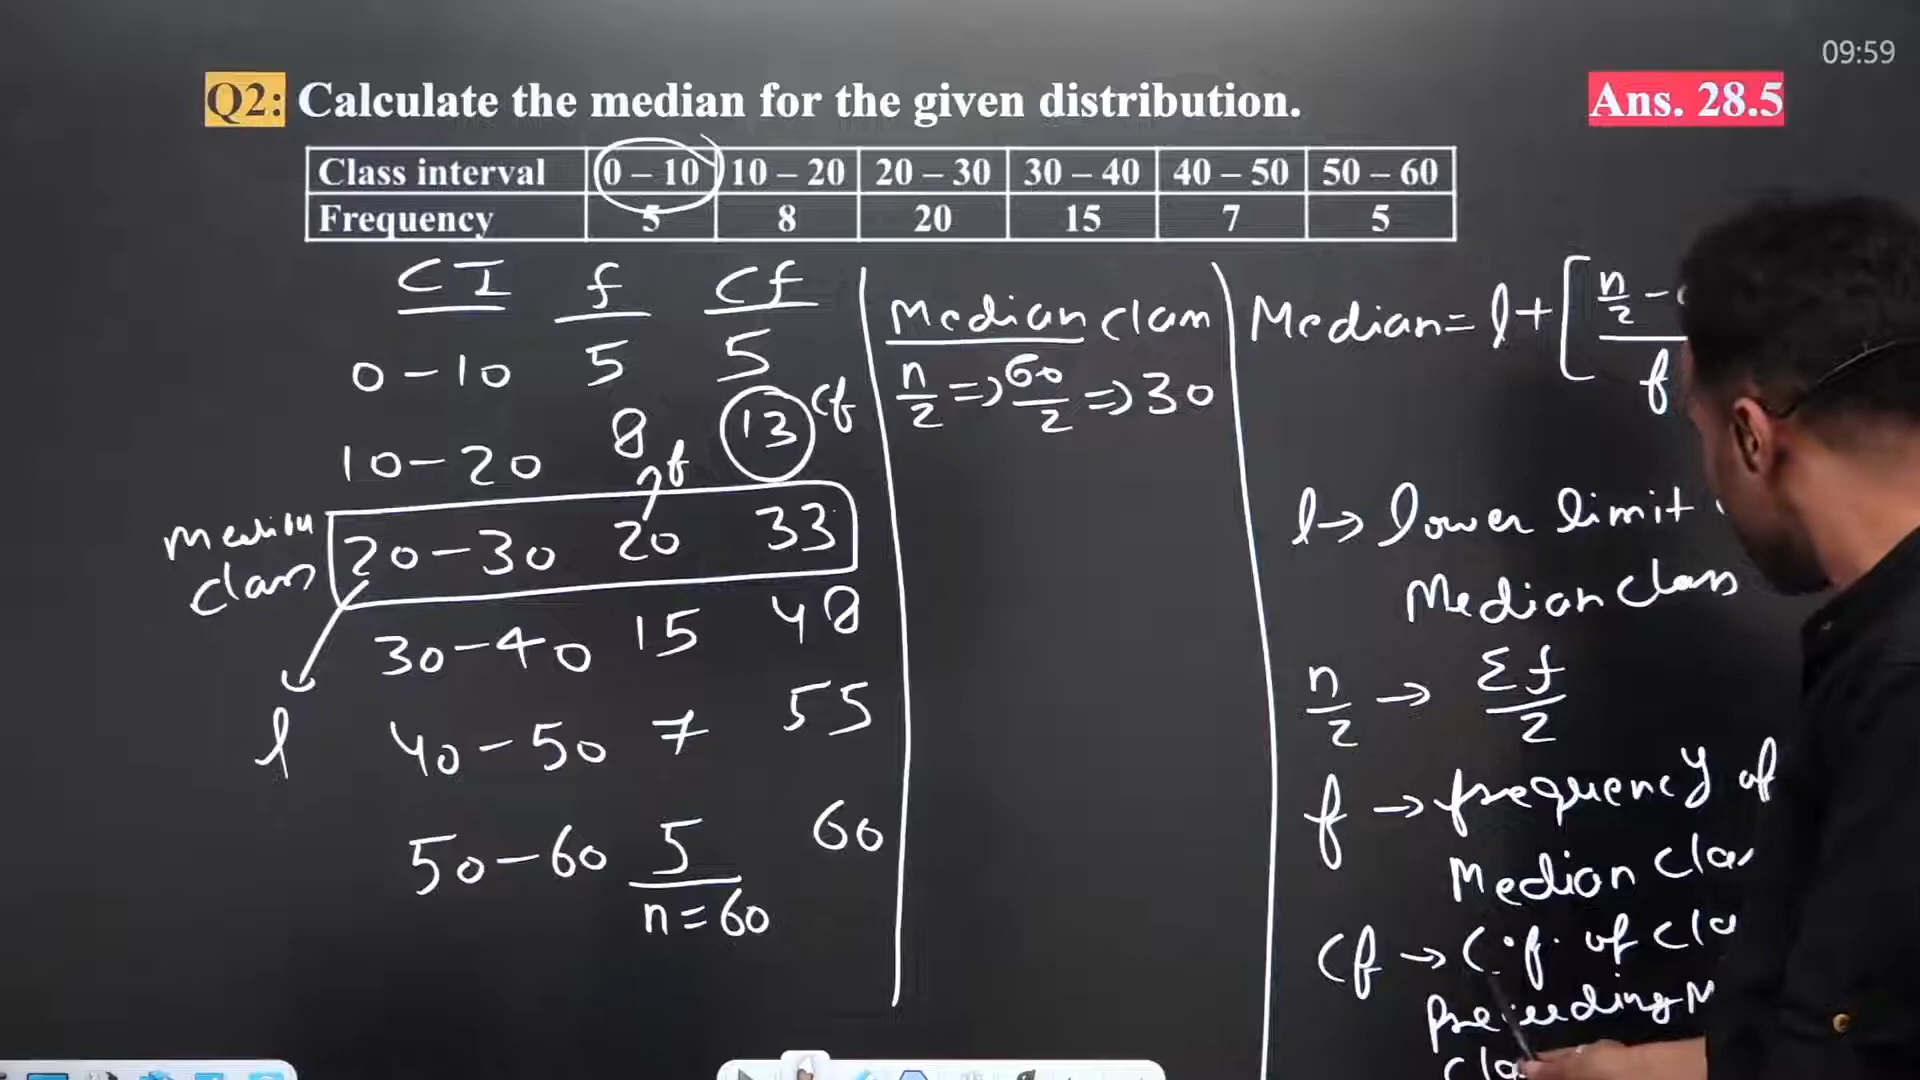 09:59
Q2: Calculate the median for the given distribution.
Ans. 28.5
Class interval 0 – 10 10 – 20 20 – 30 30 – 40 40 – 50 50 – 60
Frequency 5 8 20 15 7 5
CI f Cf
0 – 10 5 5
10 – 20 8 13 Cf
f
Median class 20 – 30 20 33
30 – 40 15 48
l
40 – 50 7 55
50 – 60 5 60
n = 60
Median class
n/2 => 60/2 => 30
Median = l + [ n/2 –
f
l → lower limit
Median class
n/2 → Σf/2
f → frequency of
Median
Cf → C.f. of